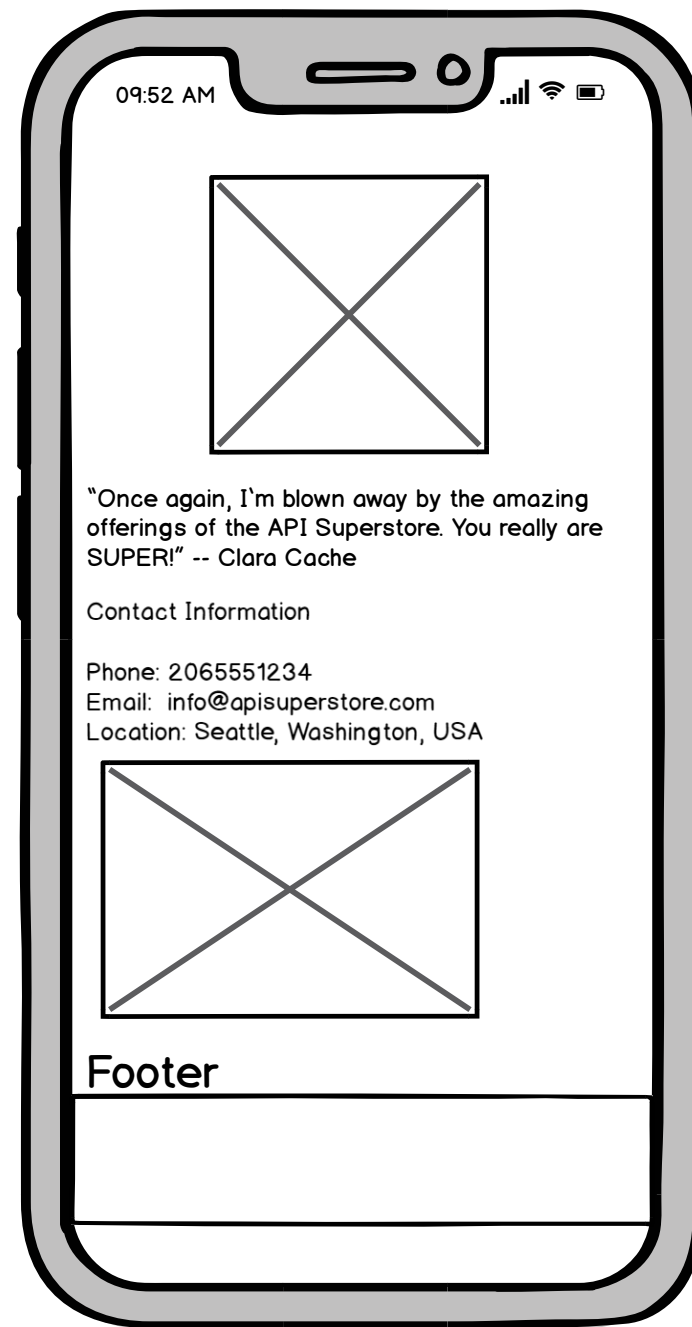 09:52 AM
“Once again, I`m blown away by the amazing
offerings of the API Superstore. You really are
SUPER!” -- Clara Cache
Contact Information
Phone: 2065551234
Email:  info@apisuperstore.com
Location: Seattle, Washington, USA
Footer